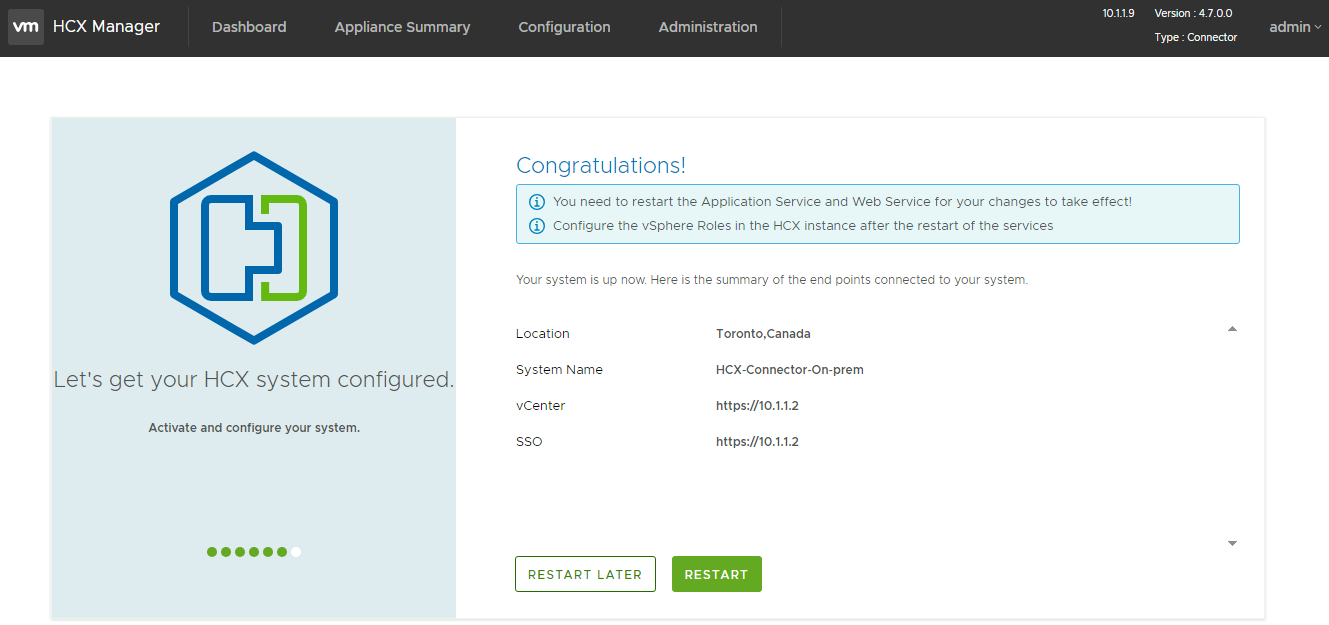 vm HCX Manager Dashboard Appliance Summary Configuration Administration 10.1.1.9 Version : 4.7.0.0 admin
Type : Connector
Let's get your HCX system configured.
Activate and configure your system.
Congratulations!
You need to restart the Application Service and Web Service for your changes to take effect!
Configure the vSphere Roles in the HCX instance after the restart of the services
Your system is up now. Here is the summary of the end points connected to your system.
Location Toronto,Canada
System Name HCX-Connector-On-prem
vCenter https://10.1.1.2
SSO https://10.1.1.2
RESTART LATER RESTART